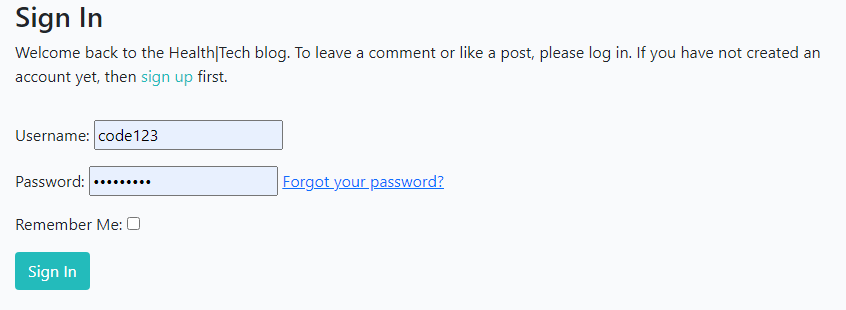 Sign In
Welcome back to the Health|Tech blog. To leave a comment or like a post, please log in. If you have not created an
account yet, then sign up first.
Username: code123
Password: ••••••••• Forgot your password?
Remember Me:
Sign In